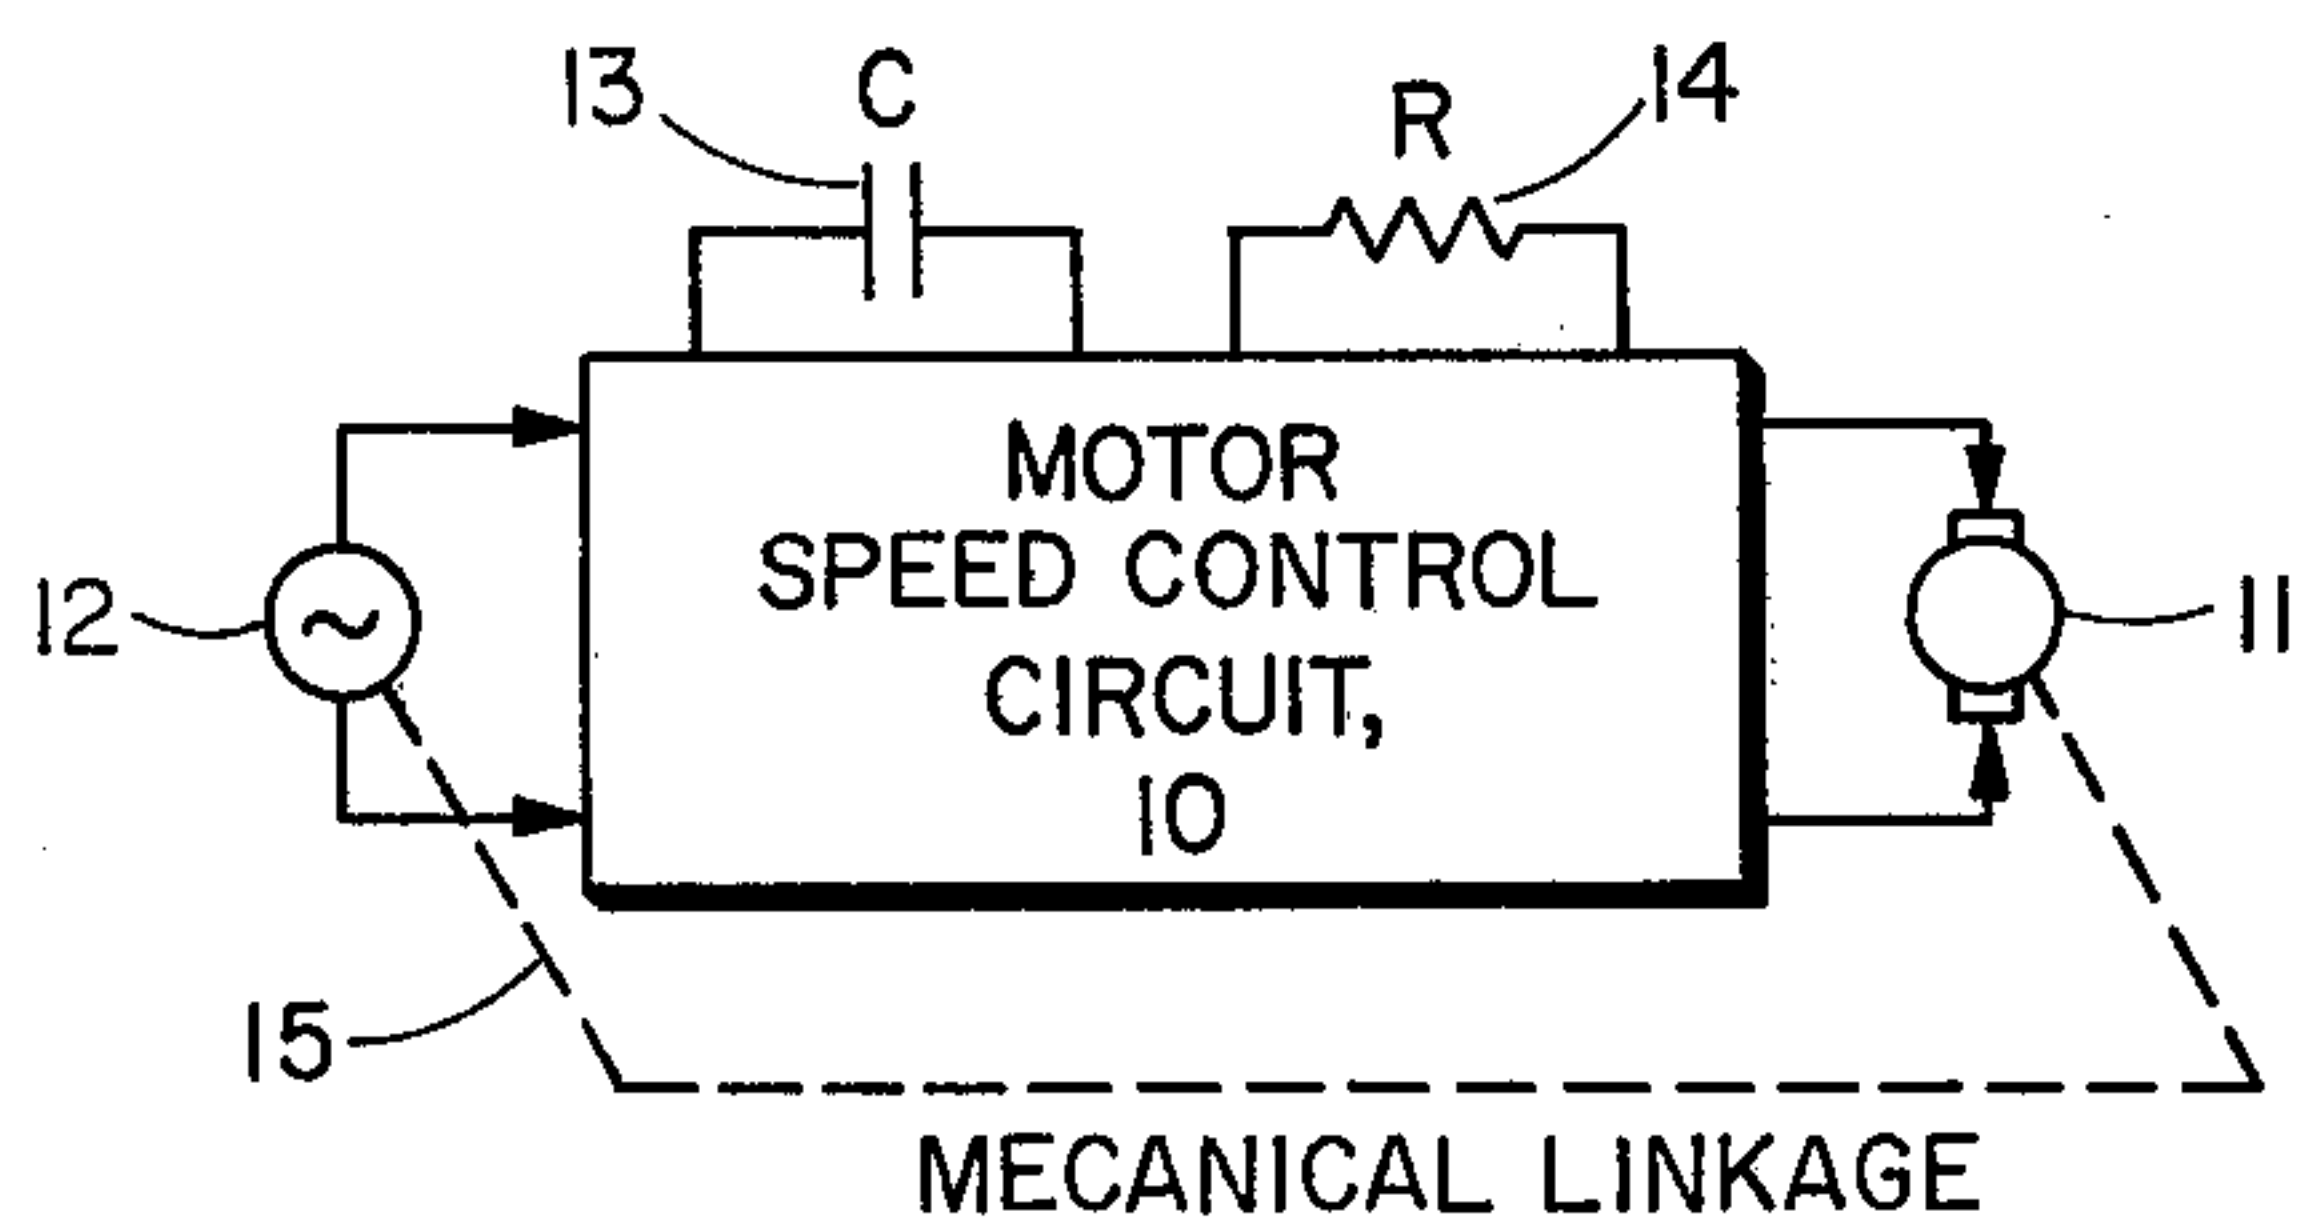 13
C
R
14
MOTOR
SPEED CONTROL
CIRCUIT,
10
12
11
15
MECANICAL LINKAGE